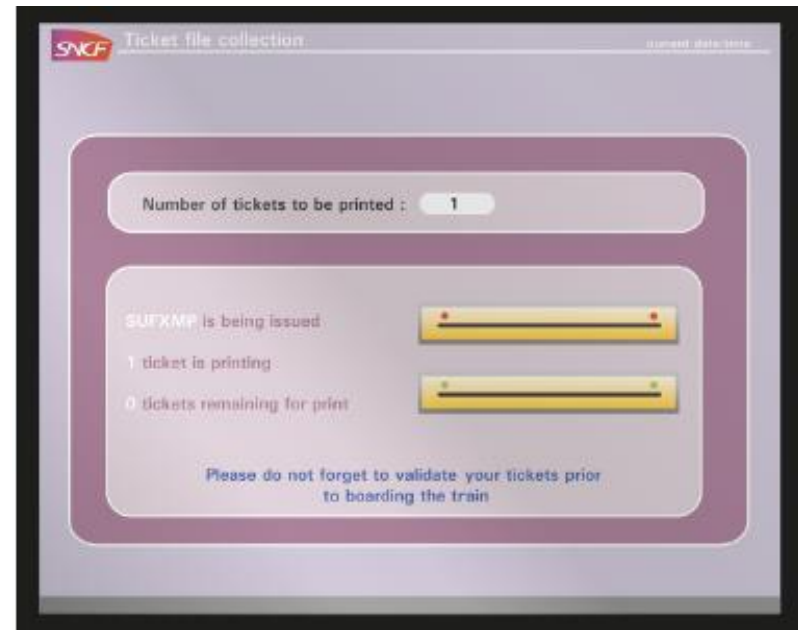 SNCF
Ticket file collection
current date/time
Number of tickets to be printed : 1
SUFXMP is being issued
1 ticket is printing
0 tickets remaining for print
Please do not forget to validate your tickets prior
to boarding the train